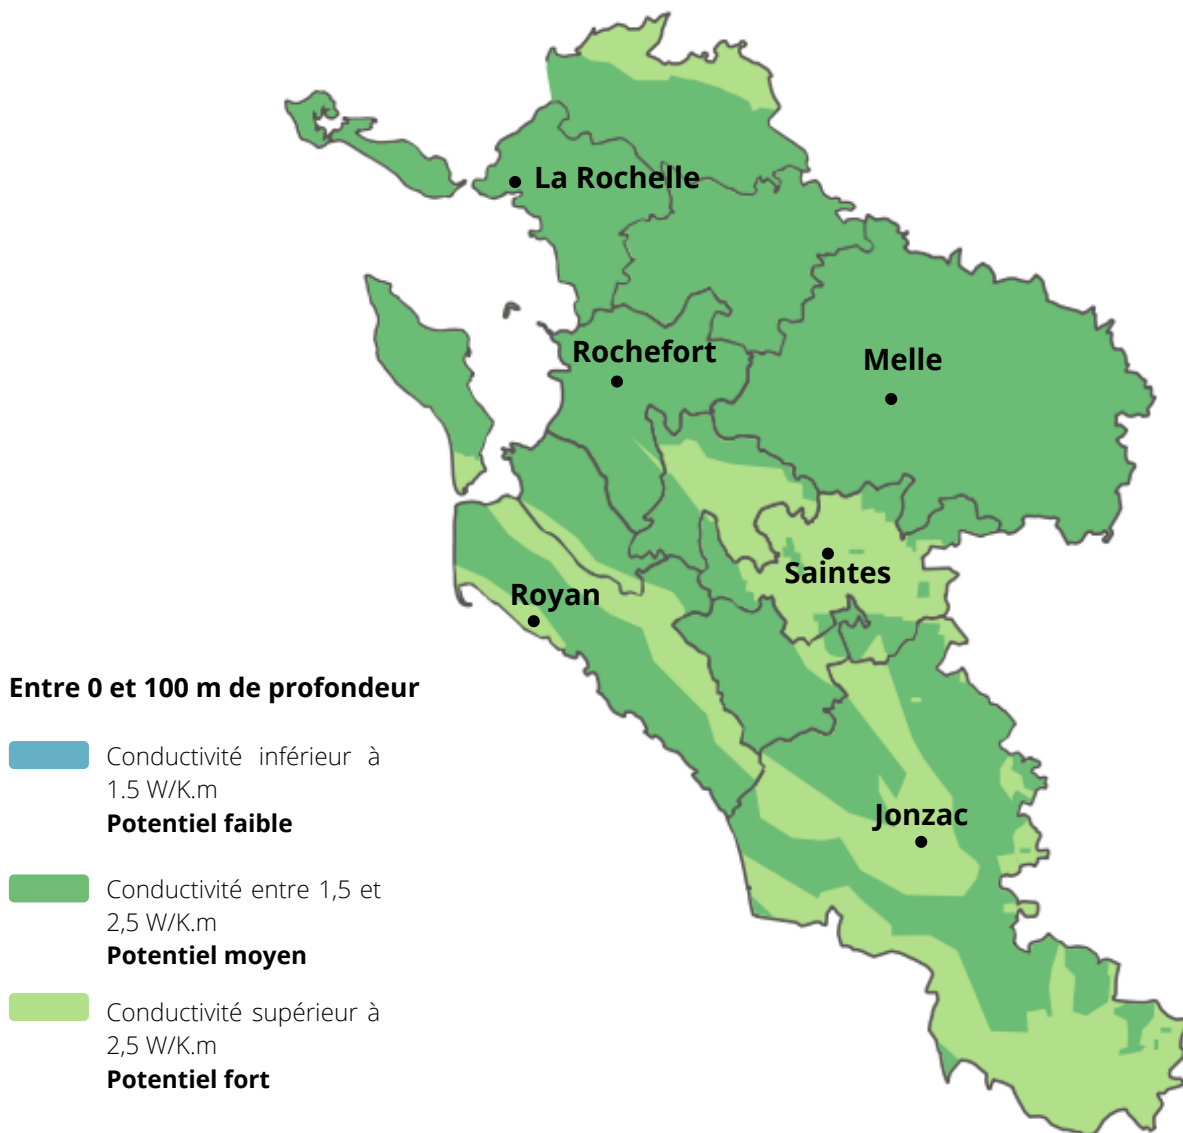 La Rochelle
Rochefort
Melle
Saintes
Royan
Jonzac
Entre 0 et 100 m de profondeur
Conductivité inférieur à
1.5 W/K.m
Potentiel faible
Conductivité entre 1,5 et
2,5 W/K.m
Potentiel moyen
Conductivité supérieur à
2,5 W/K.m
Potentiel fort